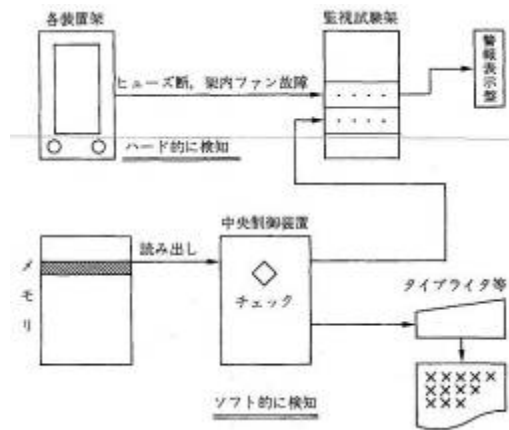 各装置架
監視試験架
警報表示盤
ヒューズ断，架内ファン故障
・・・・
・・・・
ハード的に検知
中央制御装置
メモリ
読み出し
チェック
タイプライタ等
×××××
××××
×××
ソフト的に検知